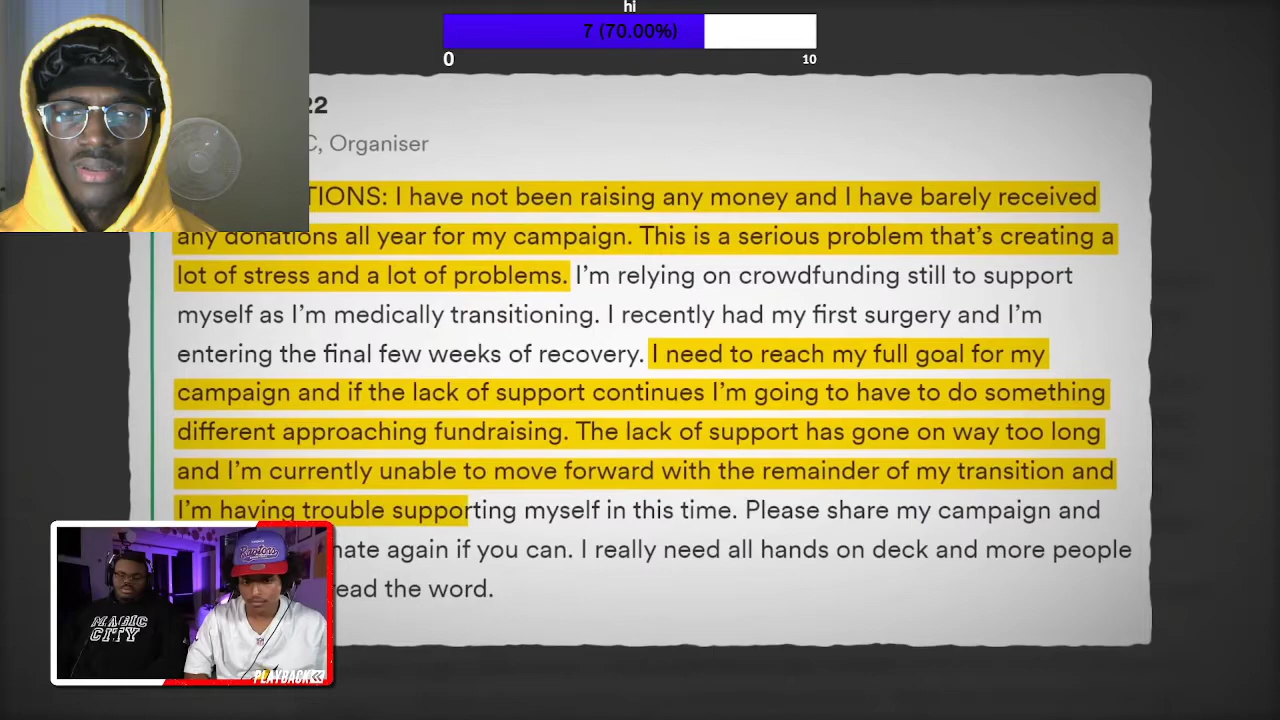 hi
7 (70.00%)
0
10
22
C, Organiser
TIONS: I have not been raising any money and I have barely received
any donations all year for my campaign. This is a serious problem that's creating a
lot of stress and a lot of problems. I'm relying on crowdfunding still to support
myself as I'm medically transitioning. I recently had my first surgery and I'm
entering the final few weeks of recovery. I need to reach my full goal for my
campaign and if the lack of support continues I'm going to have to do something
different approaching fundraising. The lack of support has gone on way too long
and I'm currently unable to move forward with the remainder of my transition and
I'm having trouble supporting myself in this time. Please share my campaign and
nate again if you can. I really need all hands on deck and more people
ead the word.
MAGIC
CITY
Raptors
PLAYBACK